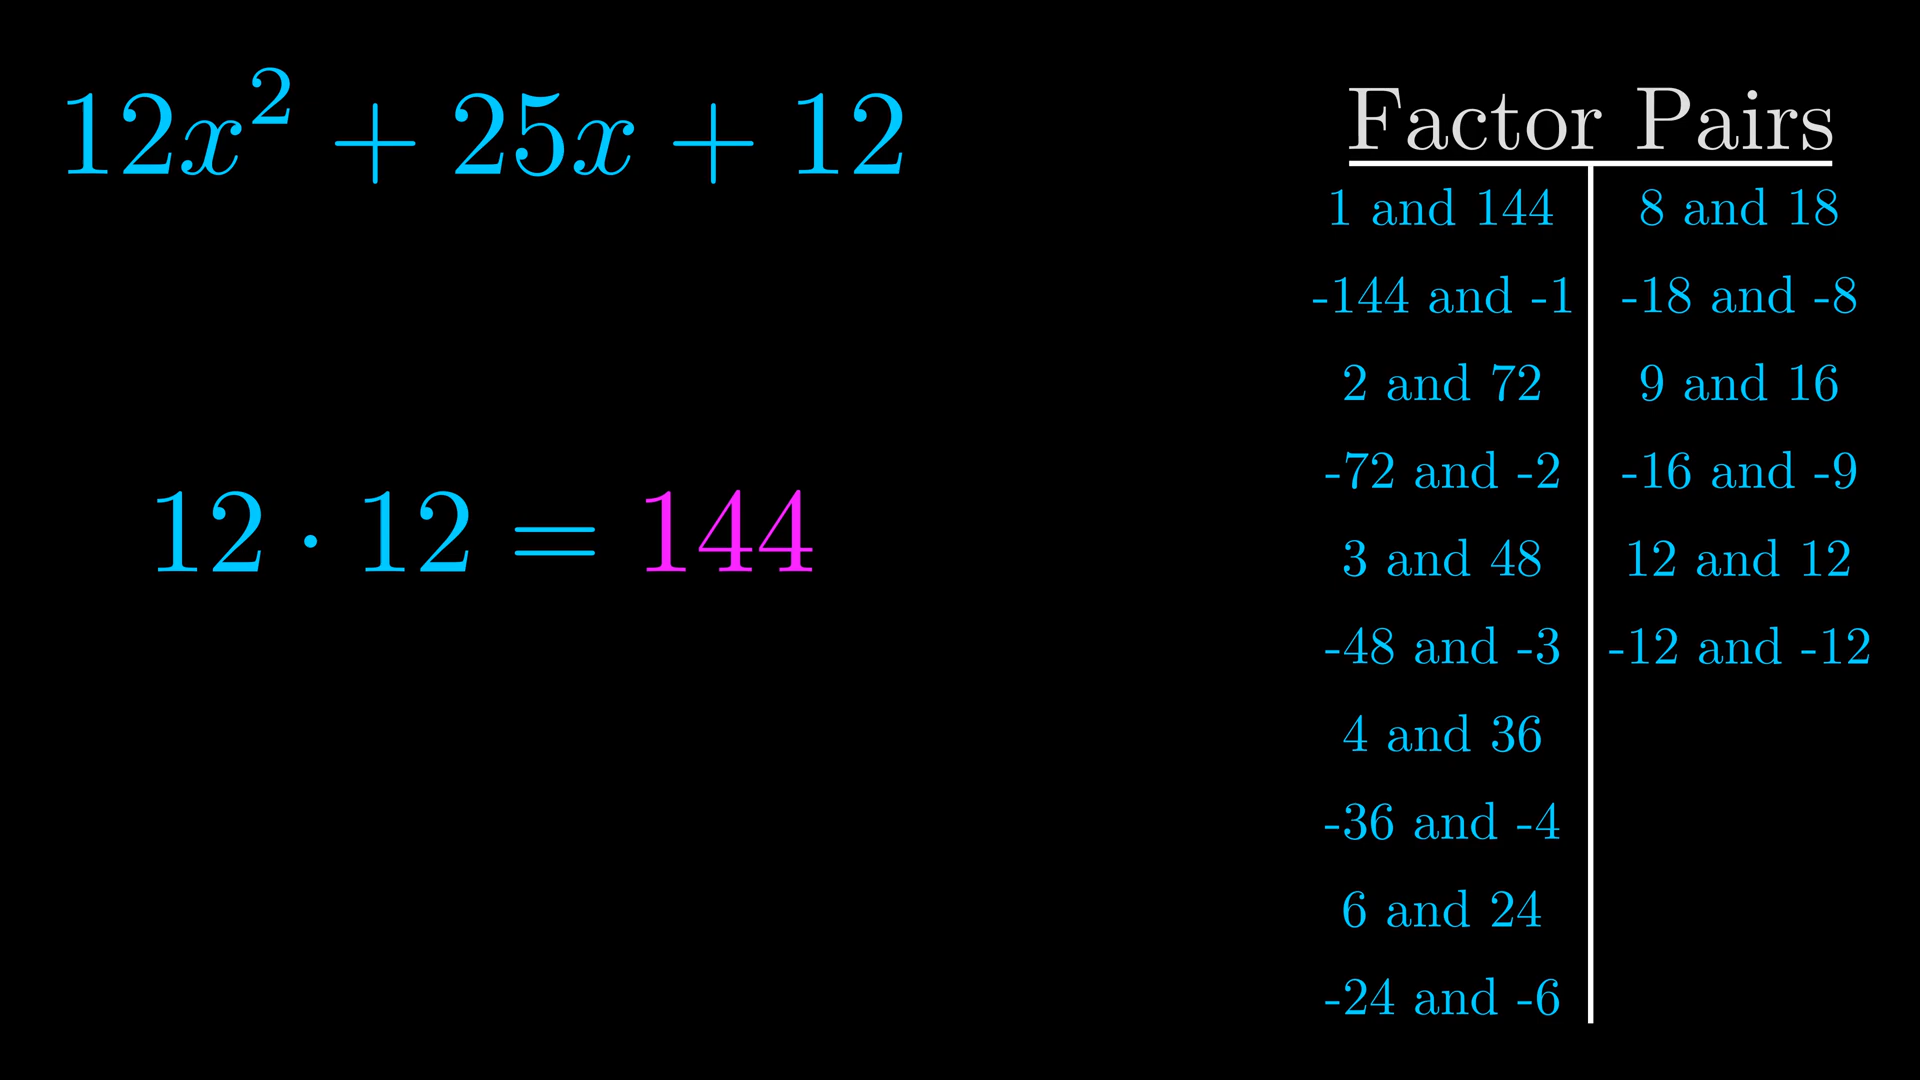 12x² + 25x + 12
12 · 12 = 144
Factor Pairs
1 and 144
-144 and -1
2 and 72
-72 and -2
3 and 48
-48 and -3
4 and 36
-36 and -4
6 and 24
-24 and -6
8 and 18
-18 and -8
9 and 16
-16 and -9
12 and 12
-12 and -12